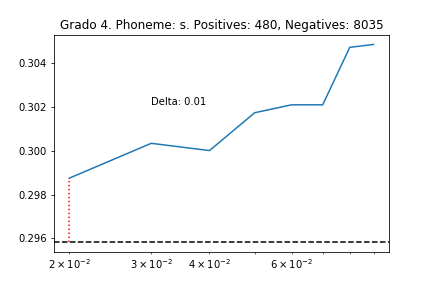 Grado 4. Phoneme: s. Positives: 480, Negatives: 8035
0.304
Delta: 0.01
0.302
0.300
0.298
0.296
2 × 10⁻² 3 × 10⁻² 4 × 10⁻² 6 × 10⁻²